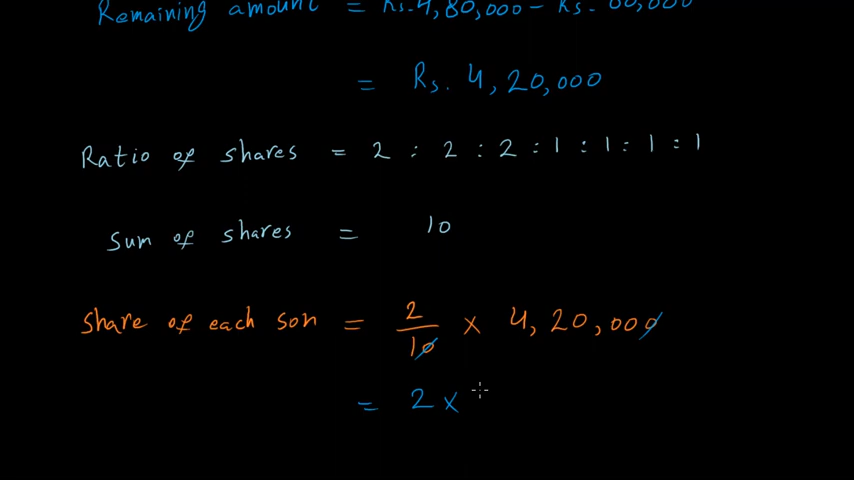 Remaining amount = Rs. 4,80,000 - Rs. 60,000
= Rs. 4,20,000
Ratio of shares = 2 : 2 : 2 : 1 : 1 : 1 : 1
Sum of shares = 10
Share of each son = 2/10 × 4,20,000
= 2 ×